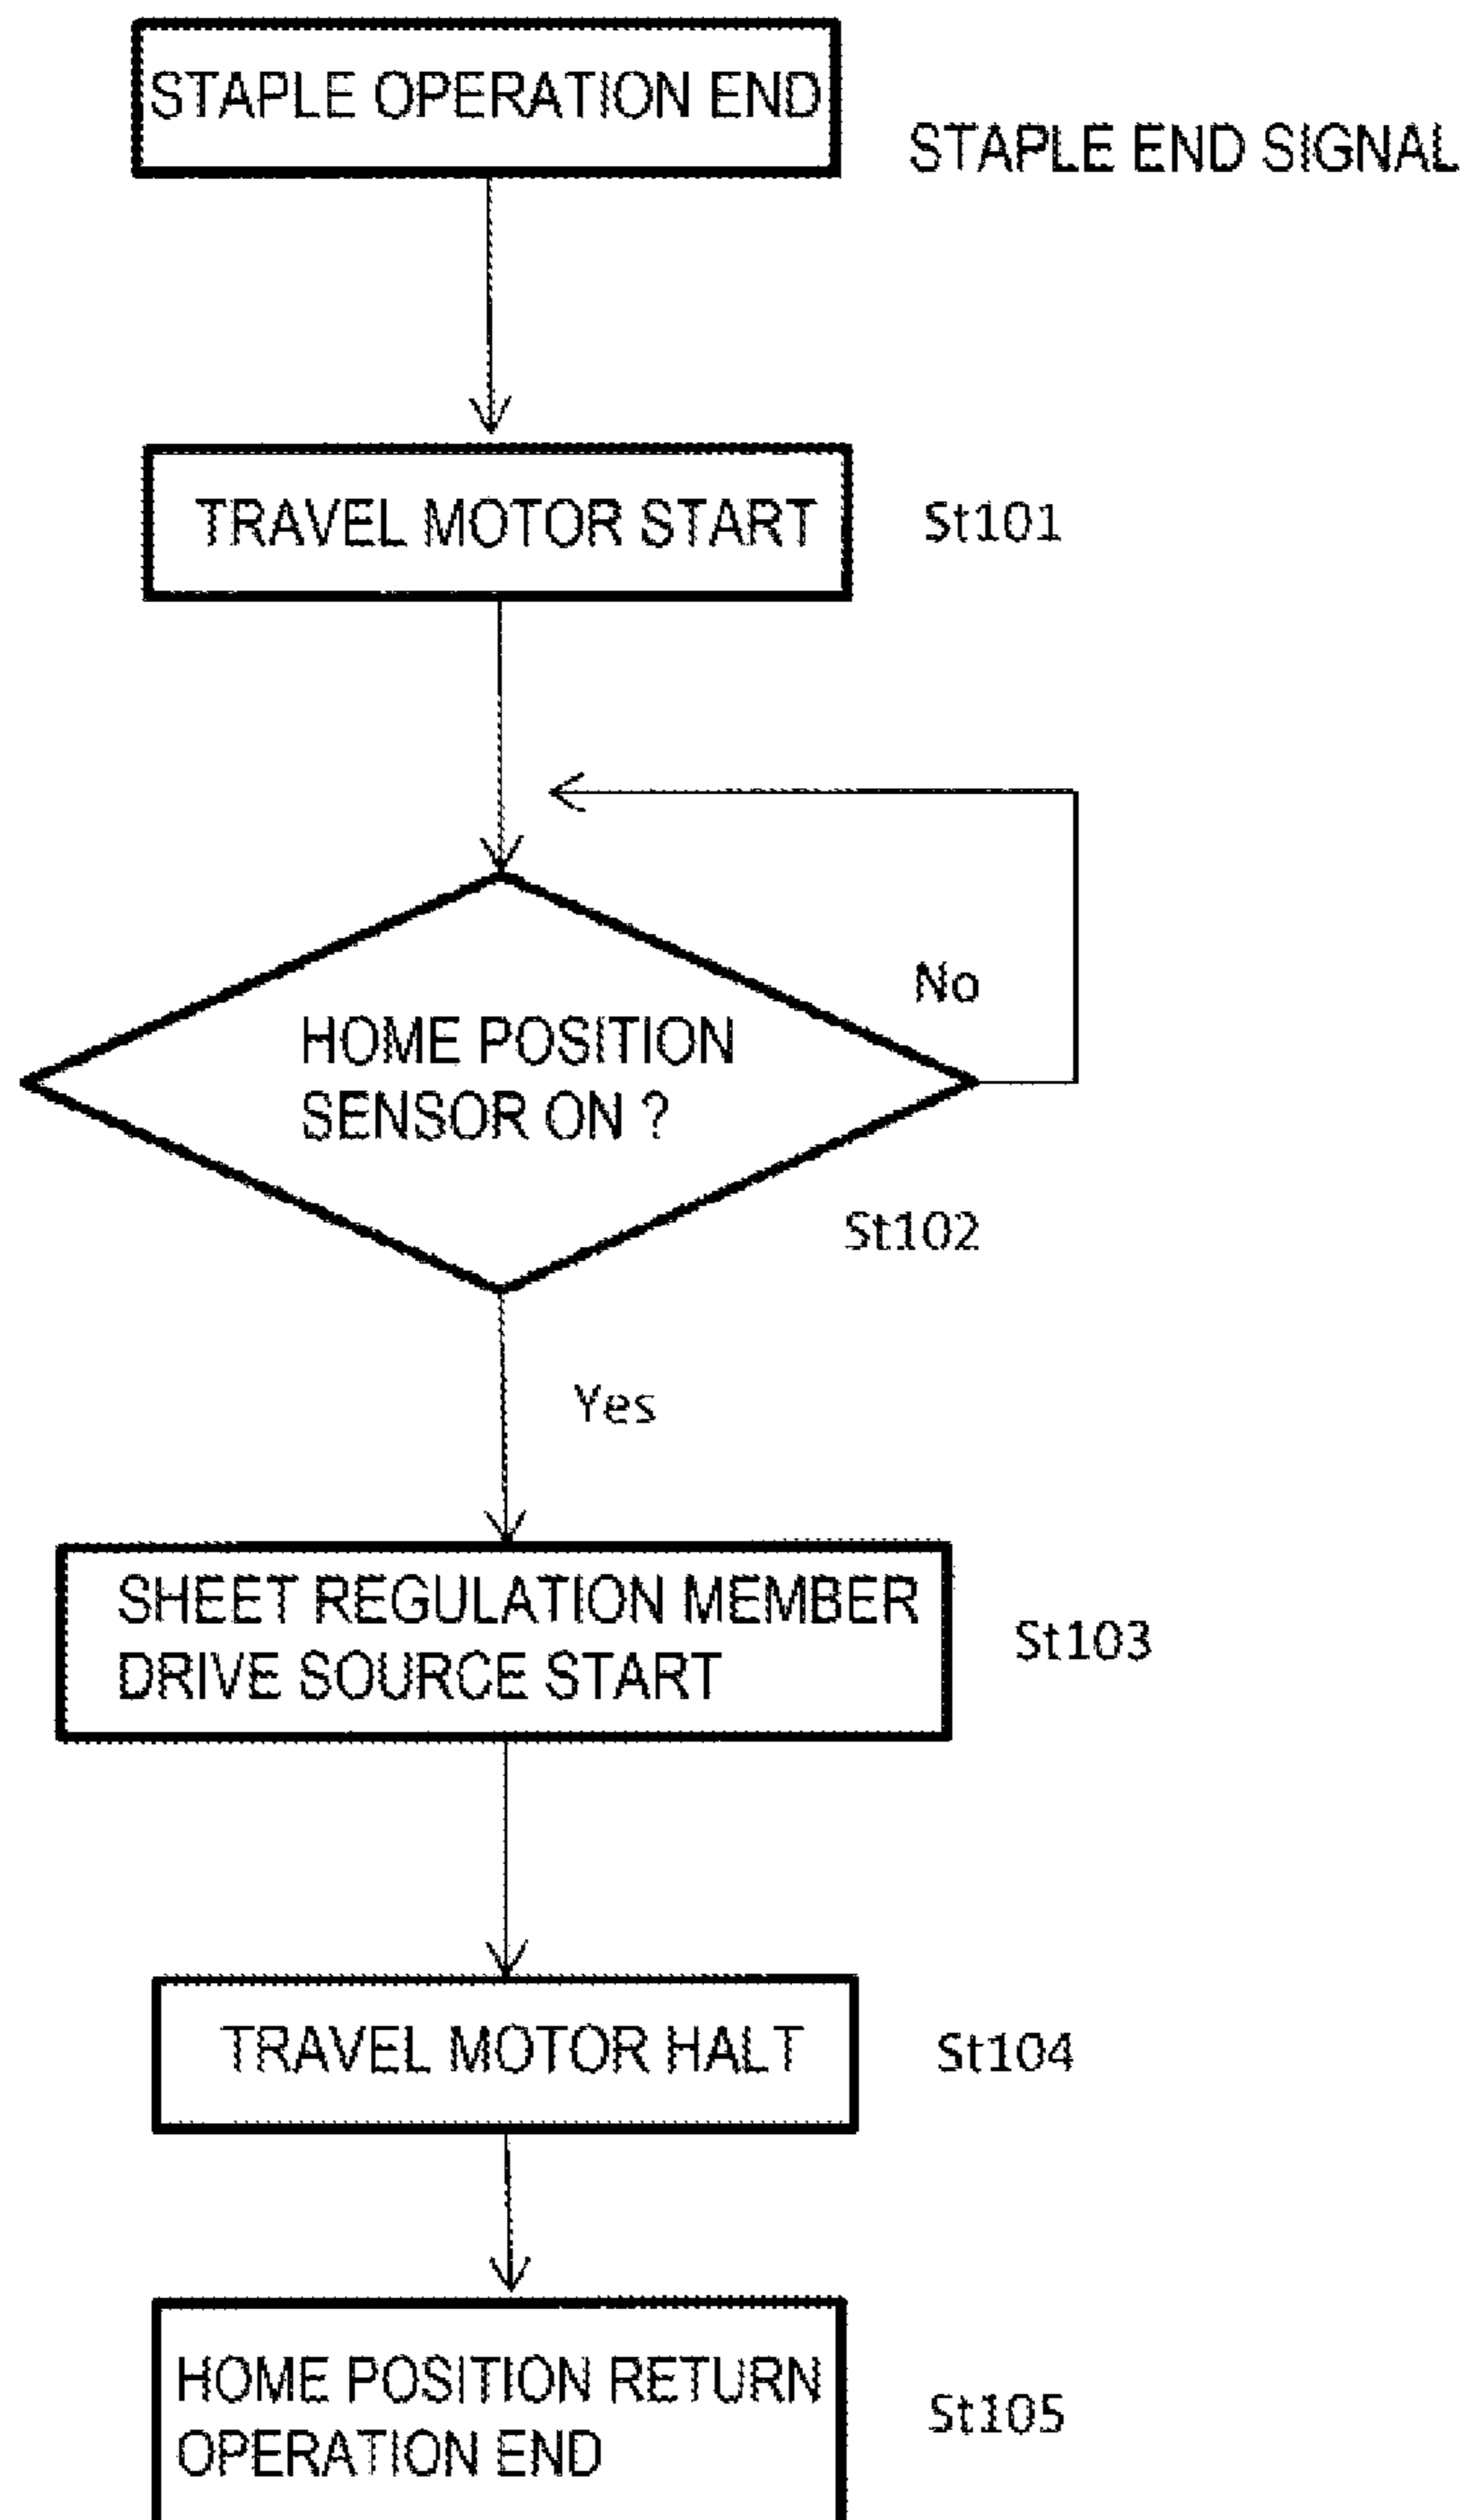 STAPLE OPERATION END
STAPLE END SIGNAL
TRAVEL MOTOR START
St101
No
HOME POSITION
SENSOR ON ?
St102
Yes
SHEET REGULATION MEMBER
DRIVE SOURCE START
St103
TRAVEL MOTOR HALT
St104
HOME POSITION RETURN
OPERATION END
St105